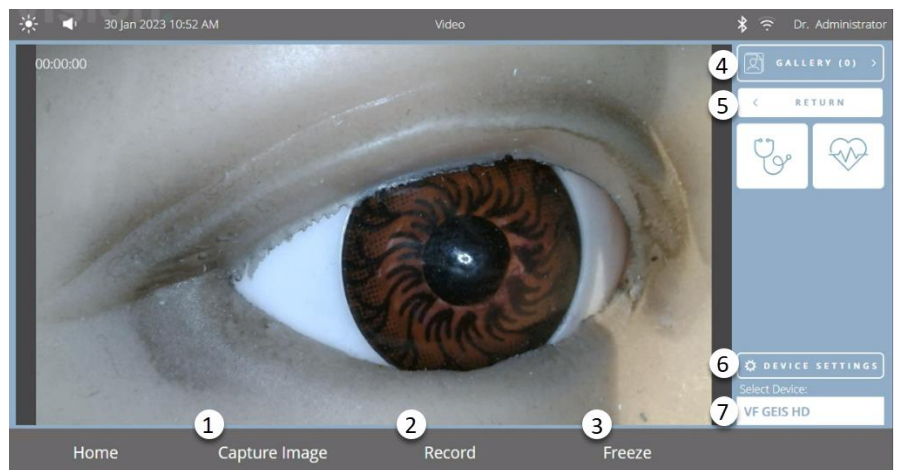 30 Jan 2023 10:52 AM Video Dr. Administrator
00:00:00
4 GALLERY (0) >
5 < RETURN
6 DEVICE SETTINGS
Select Device:
7 VF GEIS HD
1 2 3
Home Capture Image Record Freeze